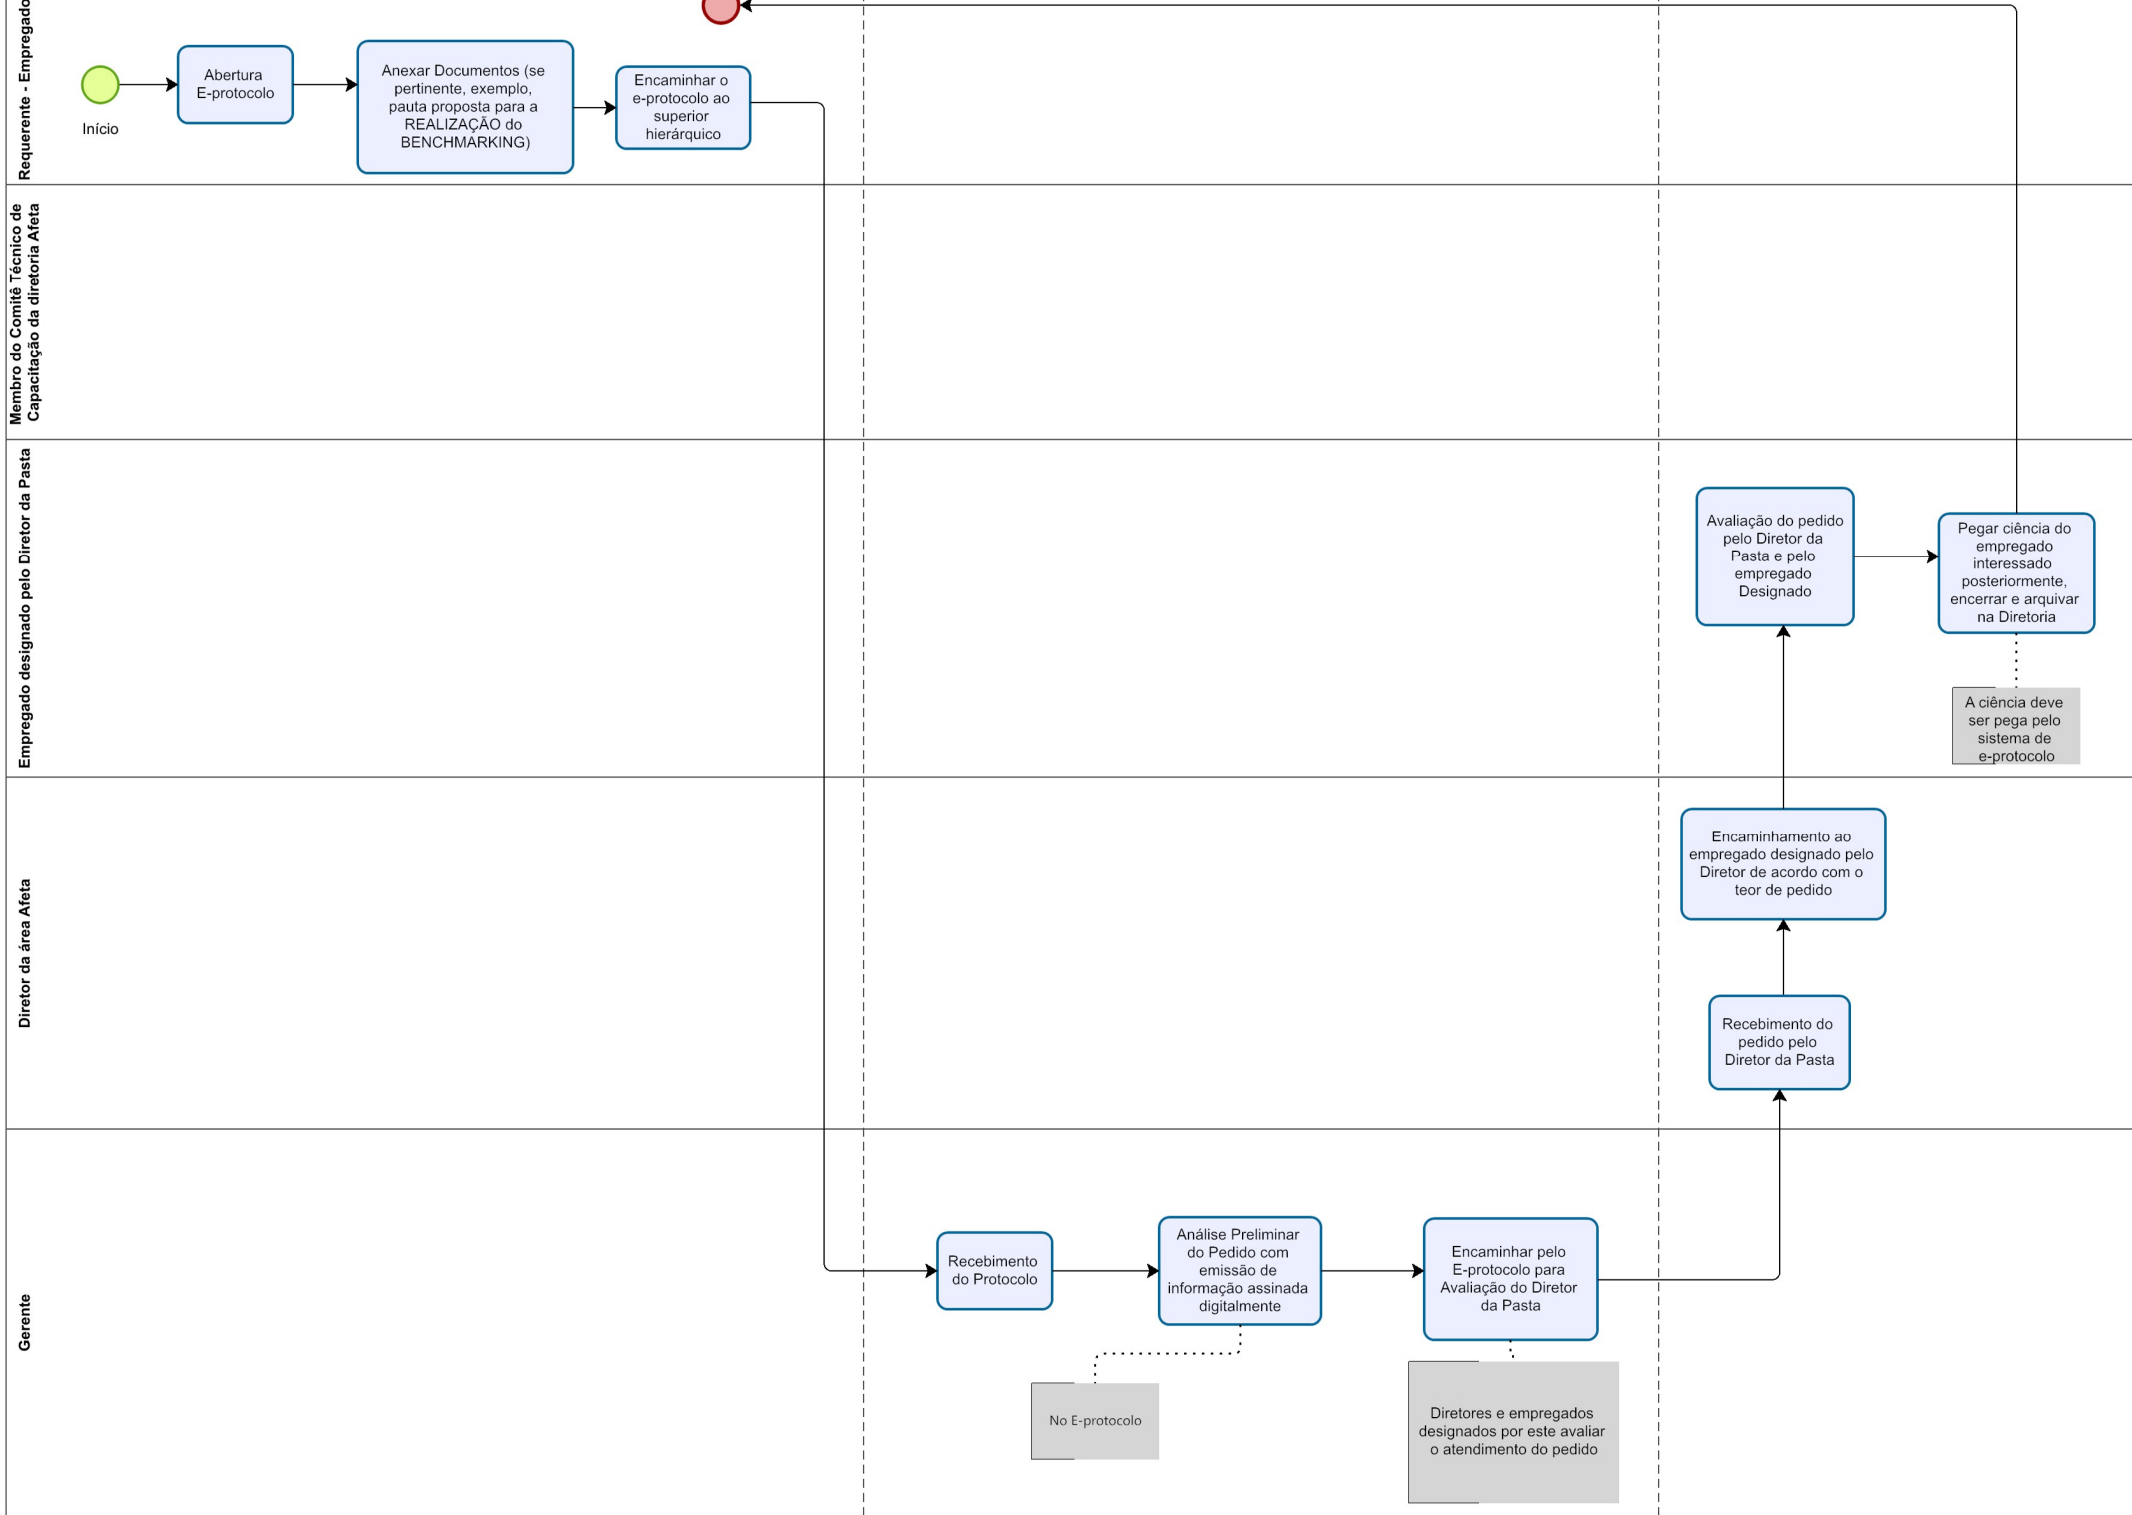 Requerente - Empregado
Início
Abertura
E-protocolo
Anexar Documentos (se
pertinente, exemplo,
pauta proposta para a
REALIZAÇÃO do
BENCHMARKING)
Encaminhar o
e-protocolo ao
superior
hierárquico
Membro do Comitê Técnico de
Capacitação da diretoria Afeta
Empregado designado pelo Diretor da Pasta
Avaliação do pedido
pelo Diretor da
Pasta e pelo
empregado
Designado
Pegar ciência do
empregado
interessado
posteriormente,
encerrar e arquivar
na Diretoria
A ciência deve
ser pega pelo
sistema de
e-protocolo
Diretor da área Afeta
Encaminhamento ao
empregado designado pelo
Diretor de acordo com o
teor de pedido
Recebimento do
pedido pelo
Diretor da Pasta
Gerente
Recebimento
do Protocolo
Análise Preliminar
do Pedido com
emissão de
informação assinada
digitalmente
Encaminhar pelo
E-protocolo para
Avaliação do Diretor
da Pasta
No E-protocolo
Diretores e empregados
designados por este avaliar
o atendimento do pedido